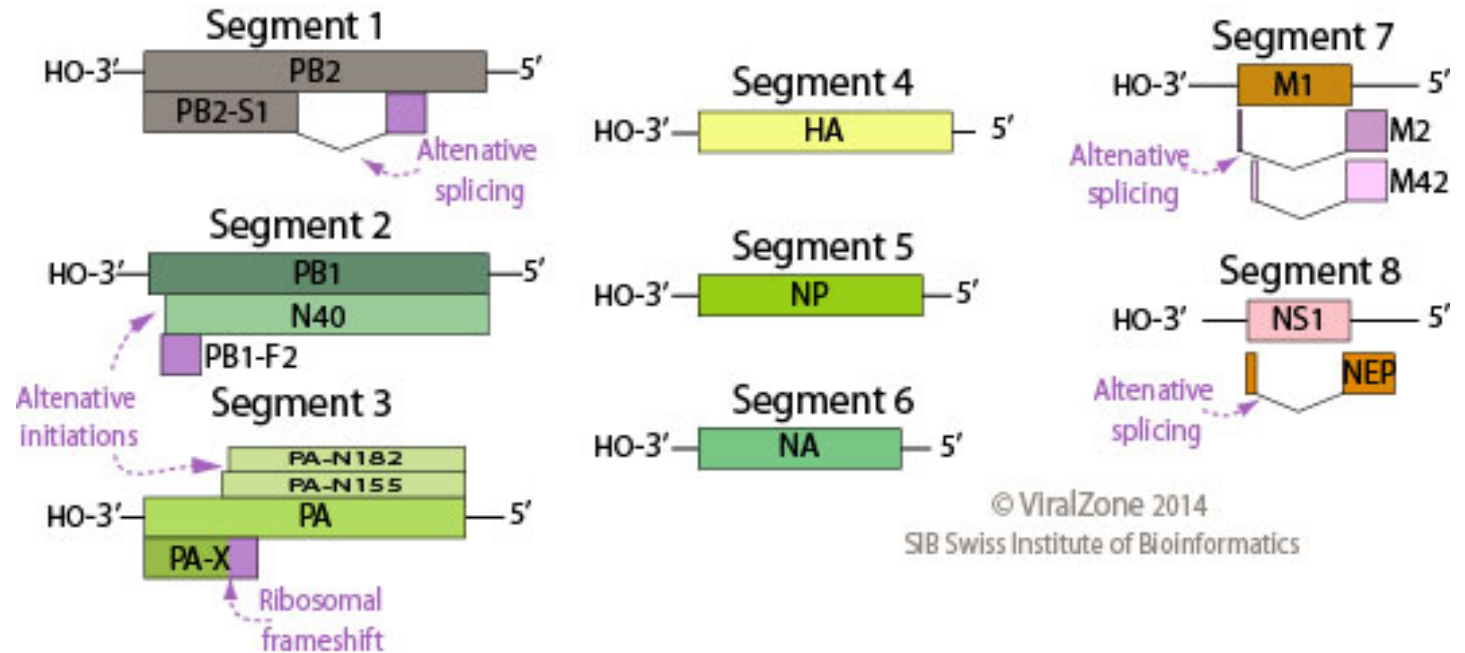 Segment 1
HO-3' PB2 5'
PB2-S1
Altenative
splicing
Segment 2
HO-3' PB1 5'
N40
PB1-F2
Altenative
initiations
Segment 3
PA-N182
PA-N155
HO-3' PA 5'
PA-X
Ribosomal
frameshift
Segment 4
HO-3' HA 5'
Segment 5
HO-3' NP 5'
Segment 6
HO-3' NA 5'
Segment 7
HO-3' M1 5'
M2
Altenative
splicing
M42
Segment 8
HO-3' NS1 5'
NEP
Altenative
splicing
© ViralZone 2014
SIB Swiss Institute of Bioinformatics